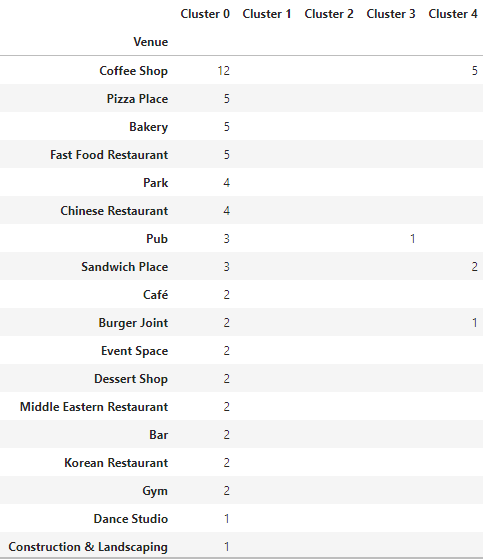 Cluster 0 Cluster 1 Cluster 2 Cluster 3 Cluster 4
Venue
Coffee Shop 12 5
Pizza Place 5
Bakery 5
Fast Food Restaurant 5
Park 4
Chinese Restaurant 4
Pub 3 1
Sandwich Place 3 2
Café 2
Burger Joint 2 1
Event Space 2
Dessert Shop 2
Middle Eastern Restaurant 2
Bar 2
Korean Restaurant 2
Gym 2
Dance Studio 1
Construction & Landscaping 1